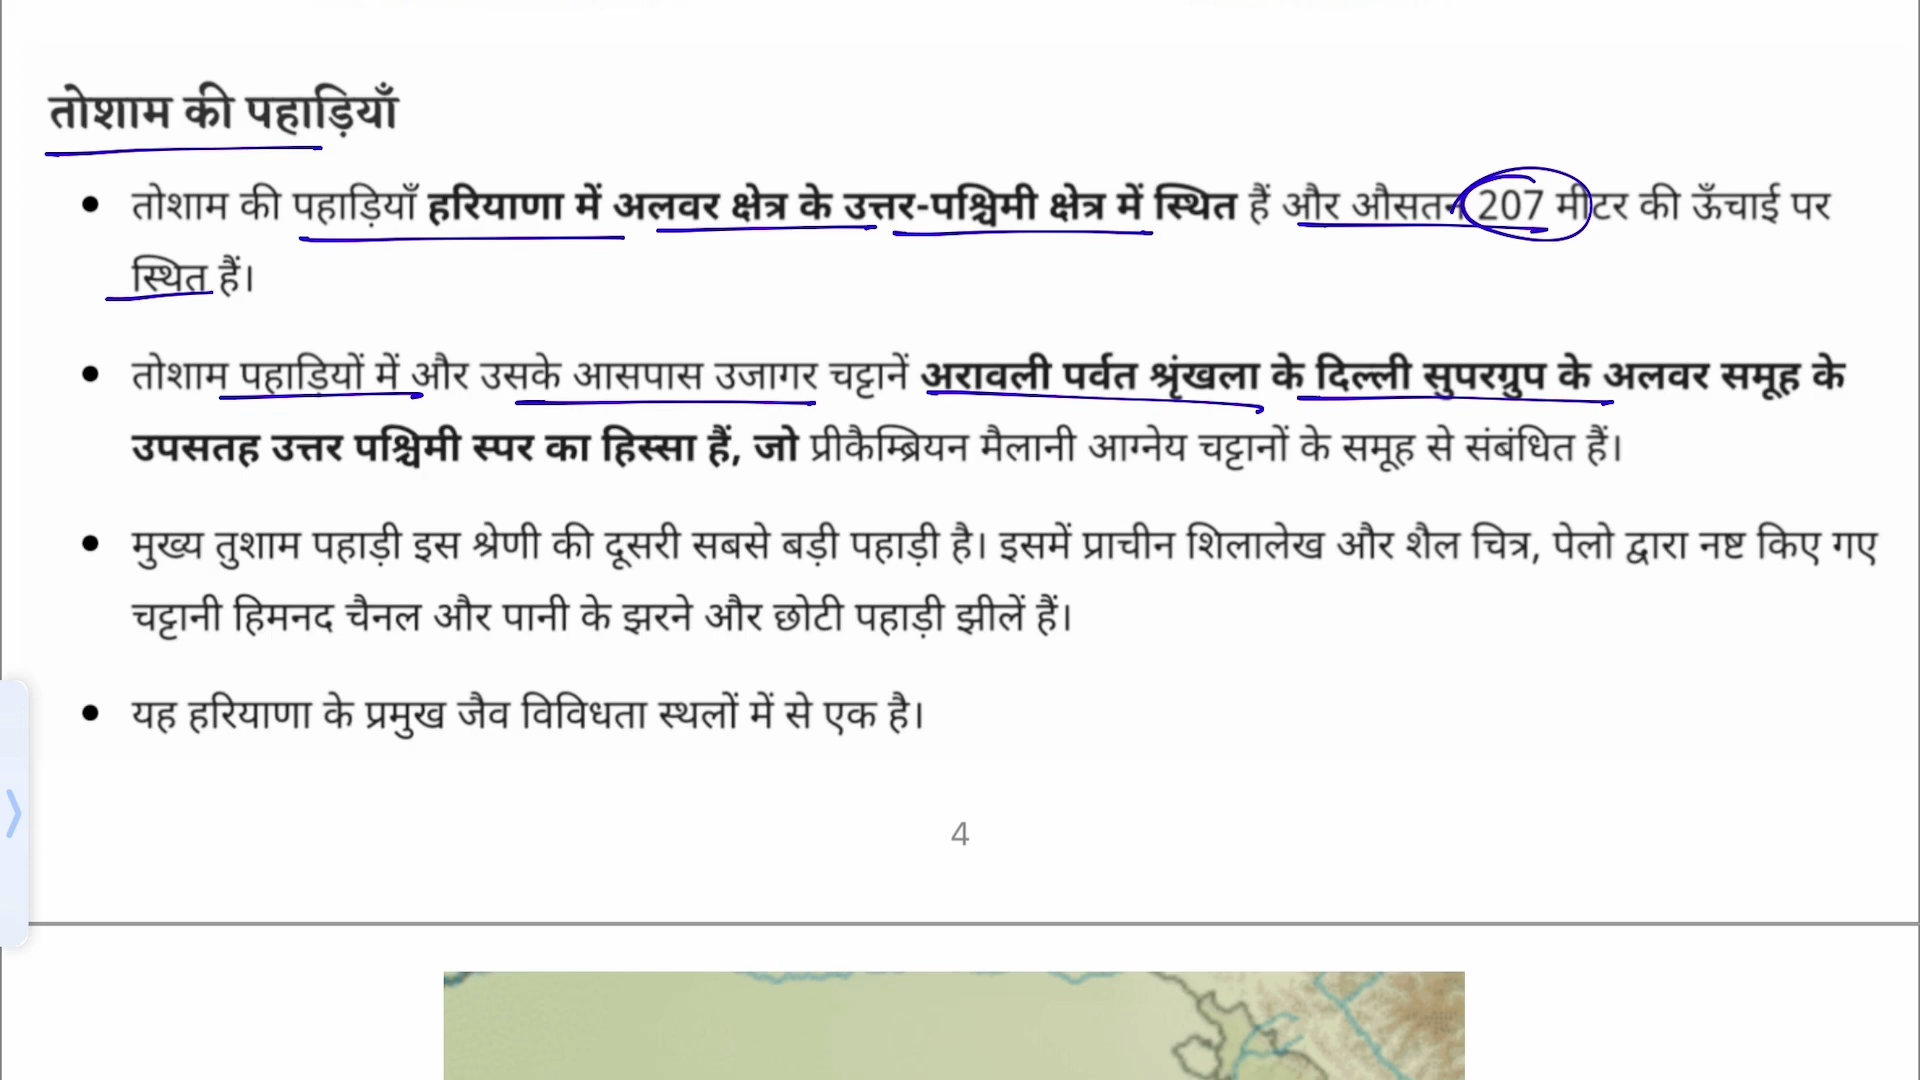 तोशाम की पहाड़ियाँ
● तोशाम की पहाड़ियाँ हरियाणा में अलवर क्षेत्र के उत्तर-पश्चिमी क्षेत्र में स्थित हैं और औसतन 207 मीटर की ऊँचाई पर
स्थित हैं।
● तोशाम पहाड़ियों में और उसके आसपास उजागर चट्टानें अरावली पर्वत श्रृंखला के दिल्ली सुपरग्रुप के अलवर समूह के
उपसतह उत्तर पश्चिमी स्पर का हिस्सा हैं, जो प्रीकैम्ब्रियन मैलानी आग्नेय चट्टानों के समूह से संबंधित हैं।
● मुख्य तुशाम पहाड़ी इस श्रेणी की दूसरी सबसे बड़ी पहाड़ी है। इसमें प्राचीन शिलालेख और शैल चित्र, पेलो द्वारा नष्ट किए गए
चट्टानी हिमनद चैनल और पानी के झरने और छोटी पहाड़ी झीलें हैं।
● यह हरियाणा के प्रमुख जैव विविधता स्थलों में से एक है।
4